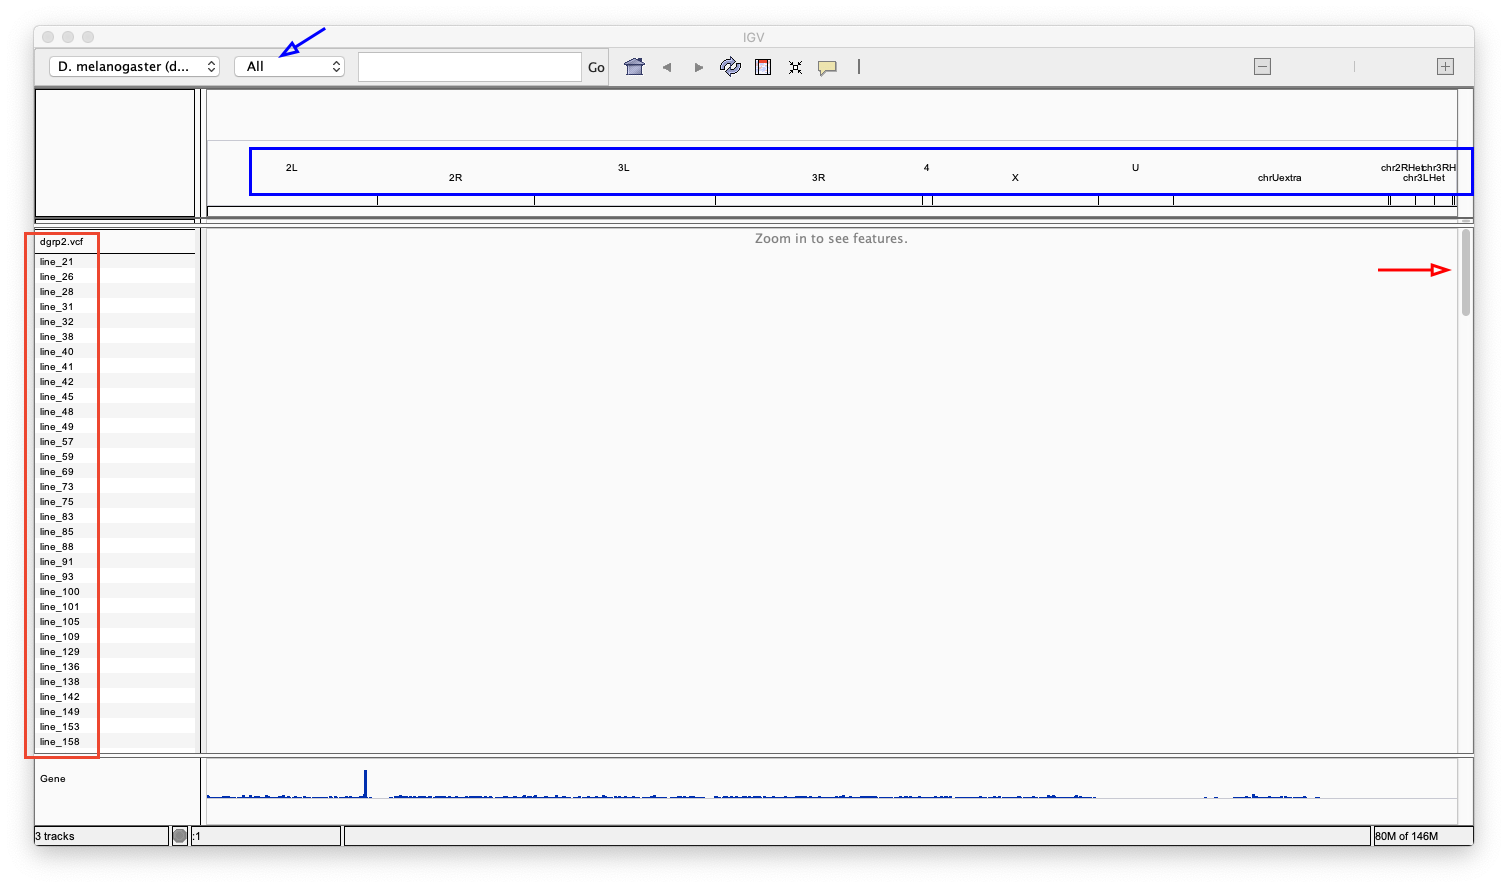 IGV
D. melanogaster (d... All Go
2L 3L 4 U chr2RHet chr3RH
2R 3R X chrUextra chr3LHet
dgrp2.vcf
Zoom in to see features.
line_21
line_26
line_28
line_31
line_32
line_38
line_40
line_41
line_42
line_45
line_48
line_49
line_57
line_59
line_69
line_73
line_75
line_83
line_85
line_88
line_91
line_93
line_100
line_101
line_105
line_109
line_129
line_136
line_138
line_142
line_149
line_153
line_158
Gene
3 tracks :1 80M of 146M